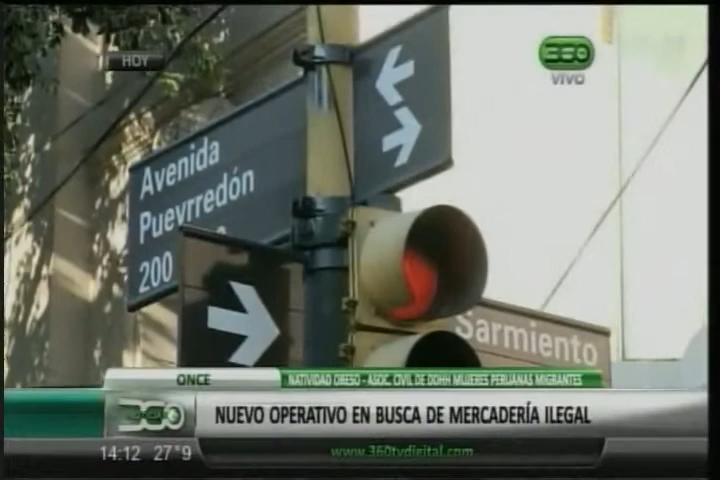 HOY
360
VIVO
Avenida
Pueyrredón
200
Sarmiento
ONCE
NATIVIDAD OBESO - ASOC. CIVIL DE DDHH MUJERES PERUANAS MIGRANTES
360
NUEVO OPERATIVO EN BUSCA DE MERCADERÍA ILEGAL
14:12 27°9
www.360tvdigital.com